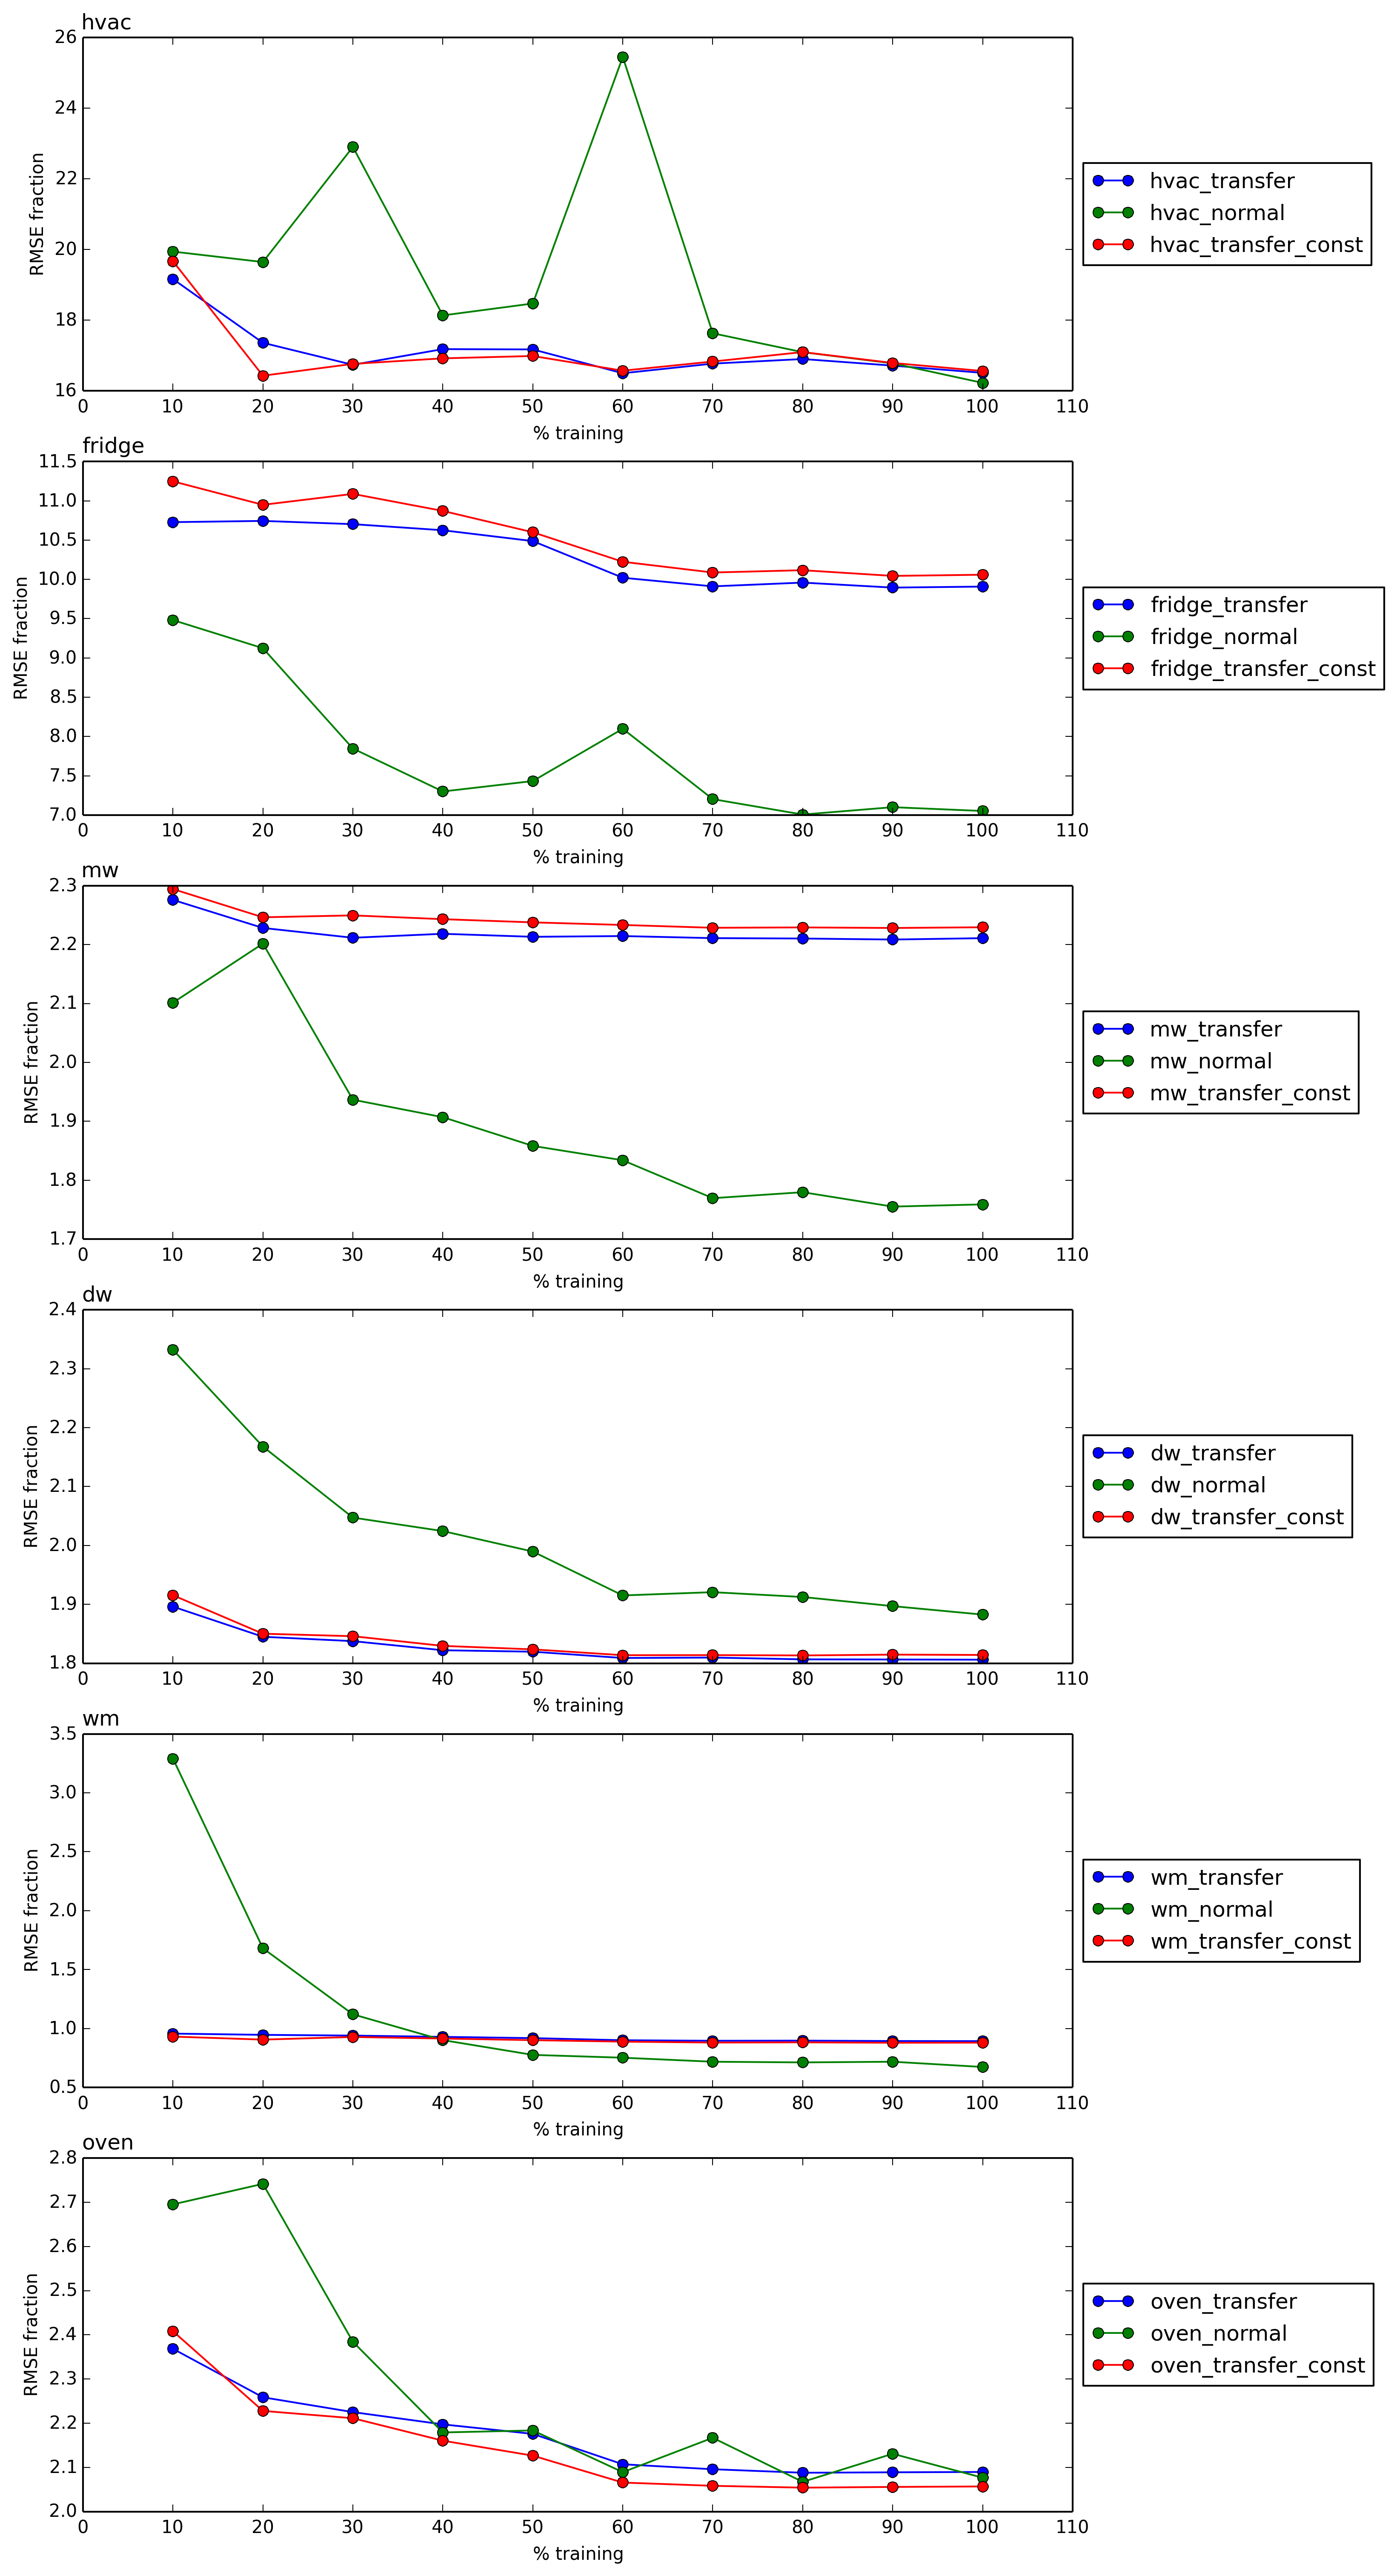 hvac
26
24
22
20
18
16
RMSE fraction
0 10 20 30 40 50 60 70 80 90 100 110
% training
hvac_transfer
hvac_normal
hvac_transfer_const
fridge
11.5
11.0
10.5
10.0
9.5
9.0
8.5
8.0
7.5
7.0
RMSE fraction
0 10 20 30 40 50 60 70 80 90 100 110
% training
fridge_transfer
fridge_normal
fridge_transfer_const
mw
2.3
2.2
2.1
2.0
1.9
1.8
1.7
RMSE fraction
0 10 20 30 40 50 60 70 80 90 100 110
% training
mw_transfer
mw_normal
mw_transfer_const
dw
2.4
2.3
2.2
2.1
2.0
1.9
1.8
RMSE fraction
0 10 20 30 40 50 60 70 80 90 100 110
% training
dw_transfer
dw_normal
dw_transfer_const
wm
3.5
3.0
2.5
2.0
1.5
1.0
0.5
RMSE fraction
0 10 20 30 40 50 60 70 80 90 100 110
% training
wm_transfer
wm_normal
wm_transfer_const
oven
2.8
2.7
2.6
2.5
2.4
2.3
2.2
2.1
2.0
RMSE fraction
0 10 20 30 40 50 60 70 80 90 100 110
% training
oven_transfer
oven_normal
oven_transfer_const